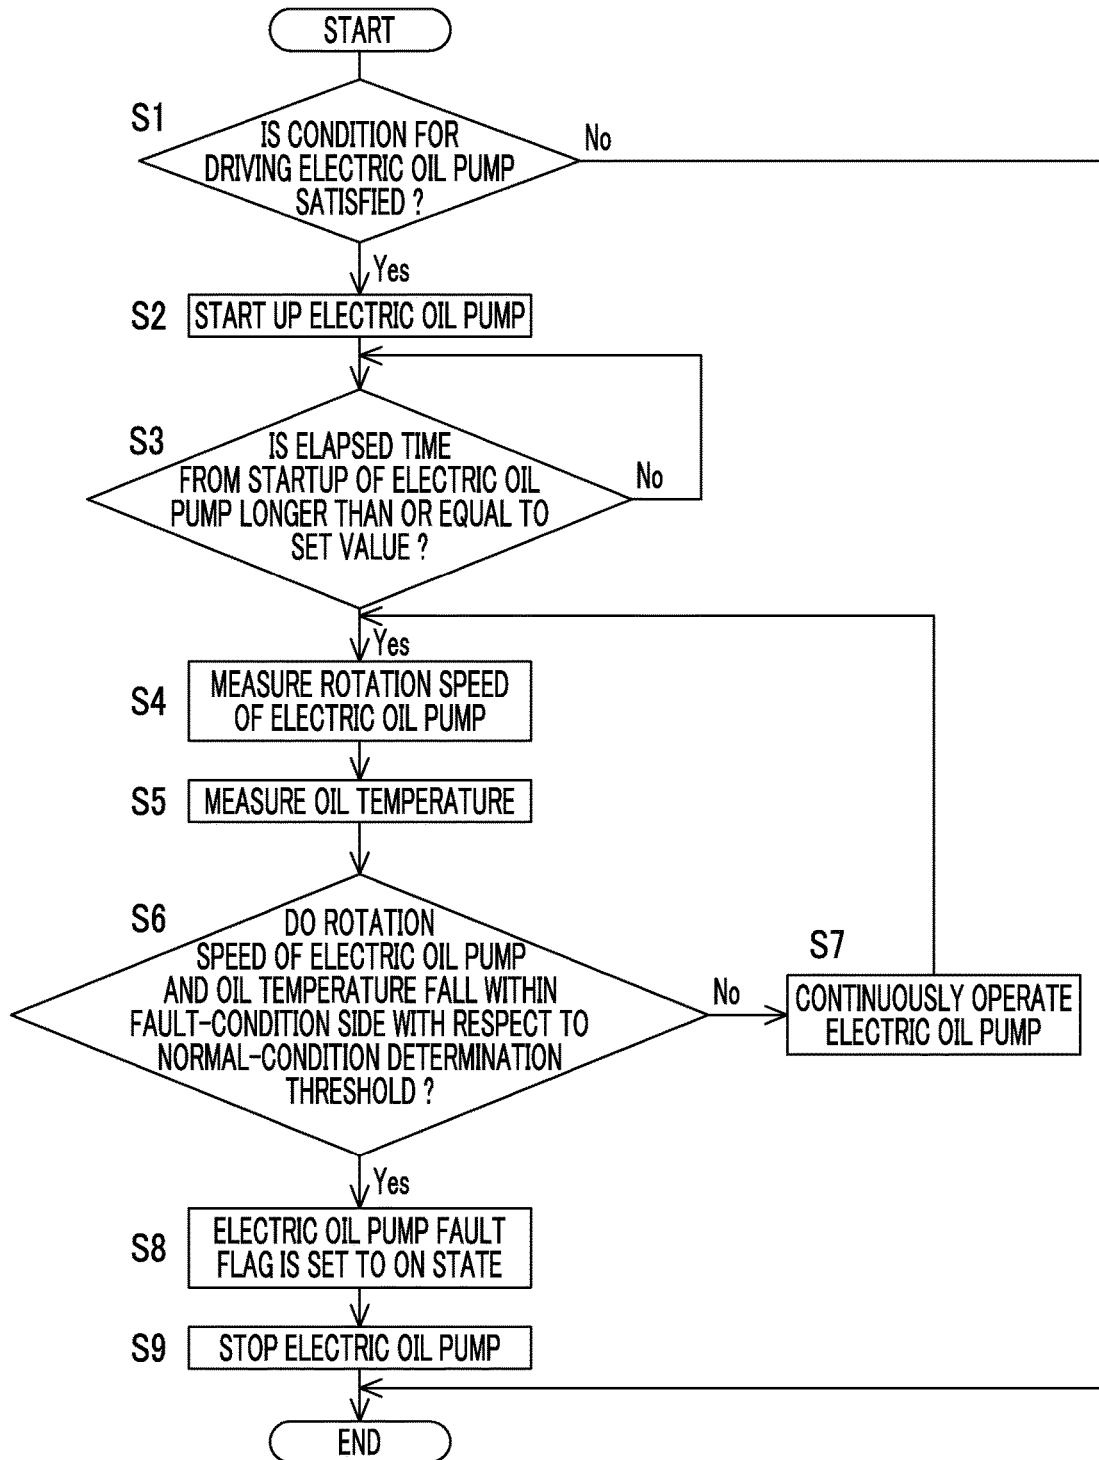 START
S1
IS CONDITION FOR
DRIVING ELECTRIC OIL PUMP
SATISFIED ?
No
Yes
S2
START UP ELECTRIC OIL PUMP
S3
IS ELAPSED TIME
FROM STARTUP OF ELECTRIC OIL
PUMP LONGER THAN OR EQUAL TO
SET VALUE ?
No
Yes
S4
MEASURE ROTATION SPEED
OF ELECTRIC OIL PUMP
S5
MEASURE OIL TEMPERATURE
S6
DO ROTATION
SPEED OF ELECTRIC OIL PUMP
AND OIL TEMPERATURE FALL WITHIN
FAULT-CONDITION SIDE WITH RESPECT TO
NORMAL-CONDITION DETERMINATION
THRESHOLD ?
No
S7
CONTINUOUSLY OPERATE
ELECTRIC OIL PUMP
Yes
S8
ELECTRIC OIL PUMP FAULT
FLAG IS SET TO ON STATE
S9
STOP ELECTRIC OIL PUMP
END